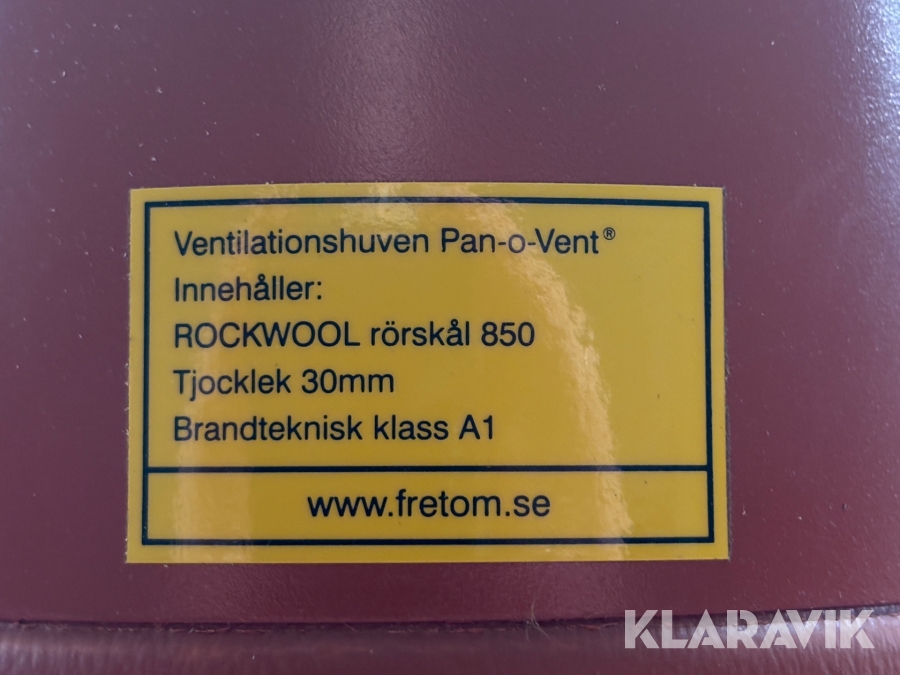 Ventilationshuven Pan-o-Vent®
Innehåller:
ROCKWOOL rörskål 850
Tjocklek 30mm
Brandteknisk klass A1
www.fretom.se
KLARAVIK